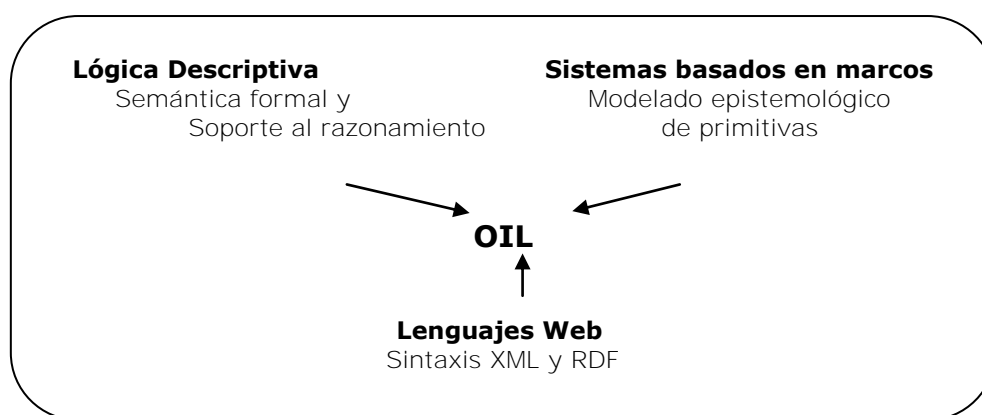 Lógica Descriptiva
Semántica formal y
Soporte al razonamiento
Sistemas basados en marcos
Modelado epistemológico
de primitivas
OIL
Lenguajes Web
Sintaxis XML y RDF